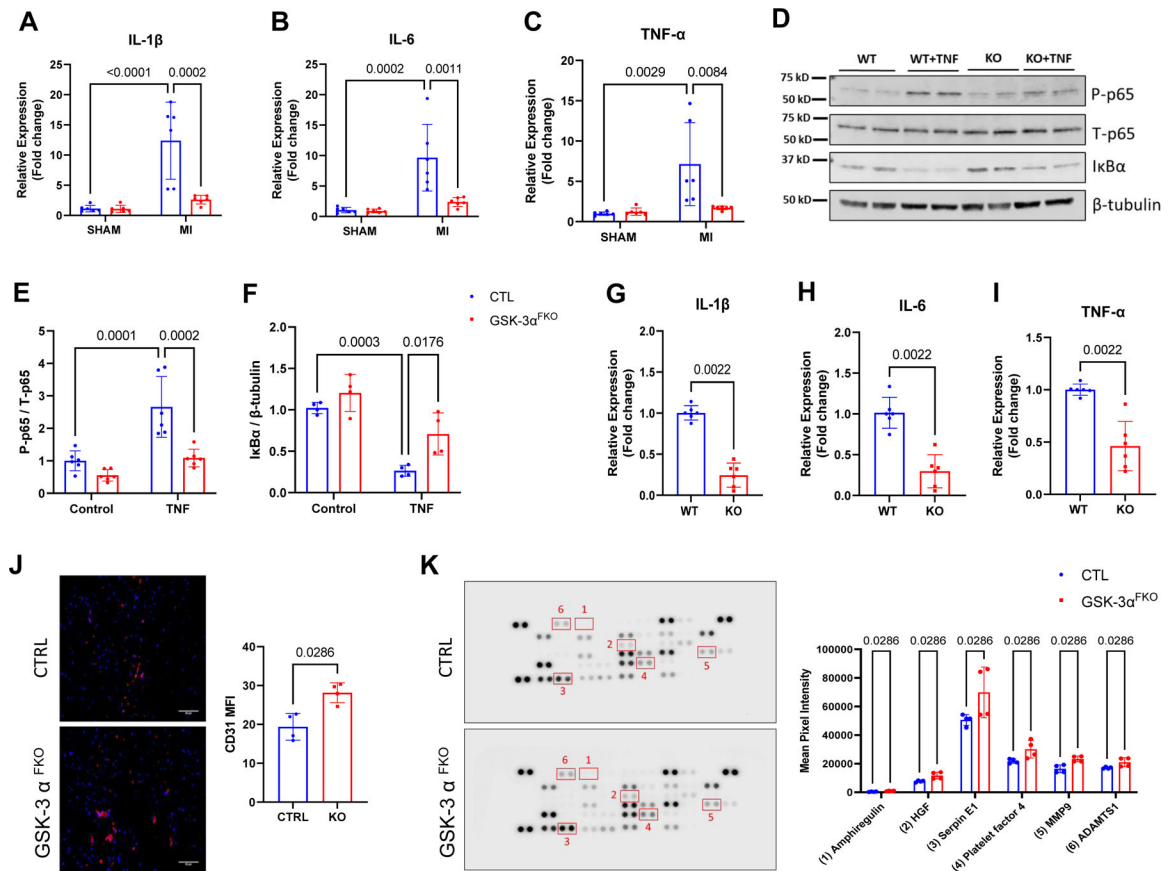 A
IL-1β
Relative Expression
(Fold change)
25
20
15
10
5
0
<0.0001
0.0002
SHAM
MI
B
IL-6
Relative Expression
(Fold change)
25
20
15
10
5
0
0.0002
0.0011
SHAM
MI
C
TNF-α
Relative Expression
(Fold change)
20
15
10
5
0
0.0029
0.0084
SHAM
MI
D
WT
WT+TNF
KO
KO+TNF
75 kD
50 kD
P-p65
75 kD
50 kD
T-p65
37 kD
IκBα
50 kD
β-tubulin
E
P-p65 / T-p65
5
4
3
2
1
0
0.0001
0.0002
Control
TNF
F
IκBα / β-tubulin
2.0
1.5
1.0
0.5
0.0
0.0003
0.0176
Control
TNF
CTL
GSK-3αFKO
G
IL-1β
Relative Expression
(Fold change)
2.0
1.5
1.0
0.5
0.0
0.0022
WT
KO
H
IL-6
Relative Expression
(Fold change)
2.0
1.5
1.0
0.5
0.0
0.0022
WT
KO
I
TNF-α
Relative Expression
(Fold change)
1.5
1.0
0.5
0.0
0.0022
WT
KO
J
CTRL
GSK-3 α FKO
CD31 MFI
40
30
20
10
0
0.0286
CTRL
KO
K
CTRL
6
1
2
3
4
5
GSK-3 α FKO
6
1
2
3
4
5
CTL
GSK-3αFKO
Mean Pixel Intensity
100000
80000
60000
40000
20000
0
0.0286
0.0286
0.0286
0.0286
0.0286
0.0286
(1) Amphiregulin
(2) HGF
(3) Serpin E1
(4) Platelet factor 4
(5) MMP9
(6) ADAMTS1